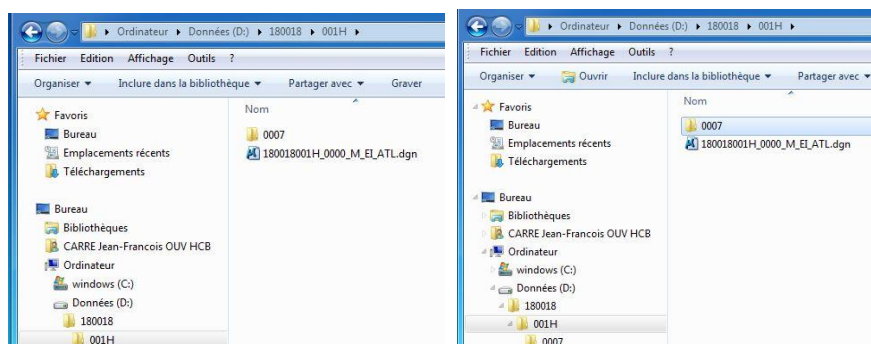 Ordinateur Données (D:) 180018 001H
Fichier Edition Affichage Outils ?
Organiser Inclure dans la bibliothèque Partager avec Graver
Favoris
Bureau
Emplacements récents
Téléchargements
Bureau
Bibliothèques
CARRE Jean-Francois OUV HCB
Ordinateur
windows (C:)
Données (D:)
180018
001H
Nom
0007
180018001H_0000_M_EI_ATL.dgn
Ordinateur Données (D:) 180018 001H
Fichier Edition Affichage Outils ?
Organiser Ouvrir Inclure dans la bibliothèque Partager avec
Favoris
Bureau
Emplacements récents
Téléchargements
Bureau
Bibliothèques
CARRE Jean-Francois OUV HCB
Ordinateur
windows (C:)
Données (D:)
180018
001H
0007
Nom
0007
180018001H_0000_M_EI_ATL.dgn